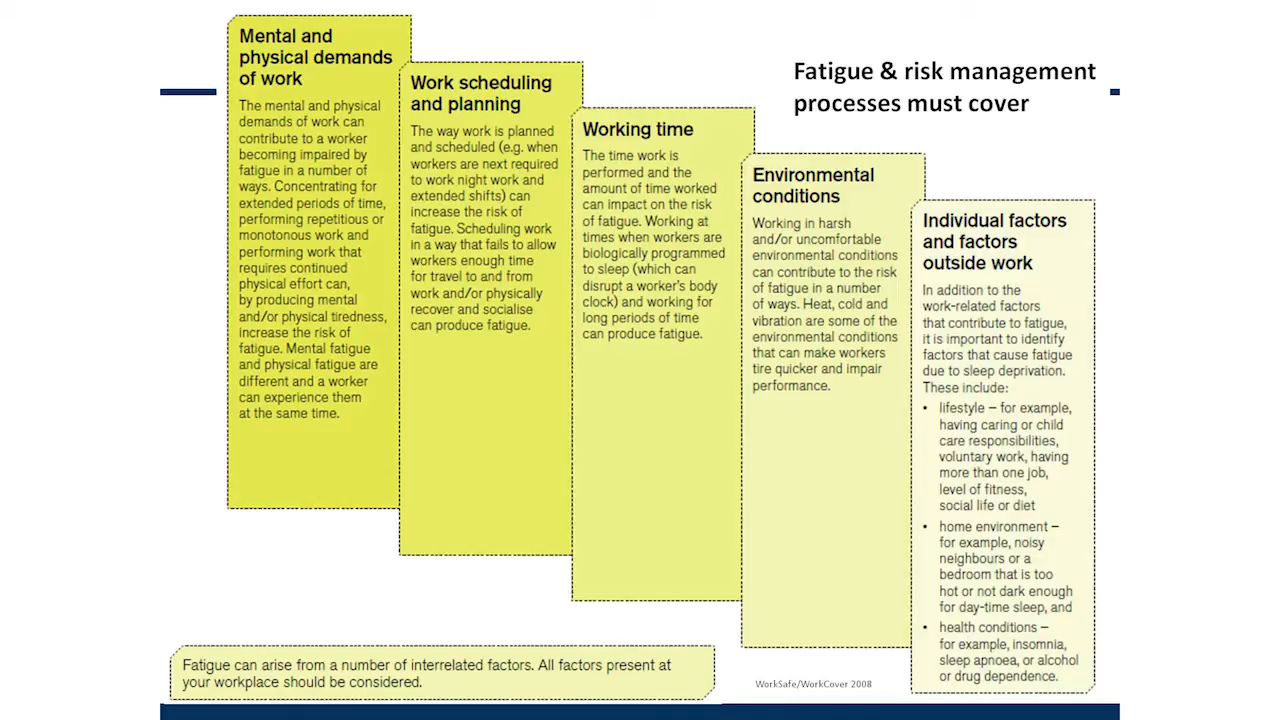 Fatigue & risk management
processes must cover
Mental and
physical demands
of work
The mental and physical
demands of work can
contribute to a worker
becoming impaired by
fatigue in a number of
ways. Concentrating for
extended periods of time,
performing repetitious or
monotonous work and
performing work that
requires continued
physical effort can,
by producing mental
and/or physical tiredness,
increase the risk of
fatigue. Mental fatigue
and physical fatigue are
different and a worker
can experience them
at the same time.
Work scheduling
and planning
The way work is planned
and scheduled (e.g. when
workers are next required
to work night work and
extended shifts) can
increase the risk of
fatigue. Scheduling work
in a way that fails to allow
workers enough time
for travel to and from
work and/or physically
recover and socialise
can produce fatigue.
Working time
The time work is
performed and the
amount of time worked
can impact on the risk
of fatigue. Working at
times when workers are
biologically programmed
to sleep (which can
disrupt a worker's body
clock) and working for
long periods of time
can produce fatigue.
Environmental
conditions
Working in harsh
and/or uncomfortable
environmental conditions
can contribute to the risk
of fatigue in a number
of ways. Heat, cold and
vibration are some of the
environmental conditions
that can make workers
tire quicker and impair
performance.
Individual factors
and factors
outside work
In addition to the
work-related factors
that contribute to fatigue,
it is important to identify
factors that cause fatigue
due to sleep deprivation.
These include:
• lifestyle – for example,
having caring or child
care responsibilities,
voluntary work, having
more than one job,
level of fitness,
social life or diet
• home environment –
for example, noisy
neighbours or a
bedroom that is too
hot or not dark enough
for day-time sleep, and
• health conditions –
for example, insomnia,
sleep apnoea, or alcohol
or drug dependence.
Fatigue can arise from a number of interrelated factors. All factors present at
your workplace should be considered.
WorkSafe/WorkCover 2008